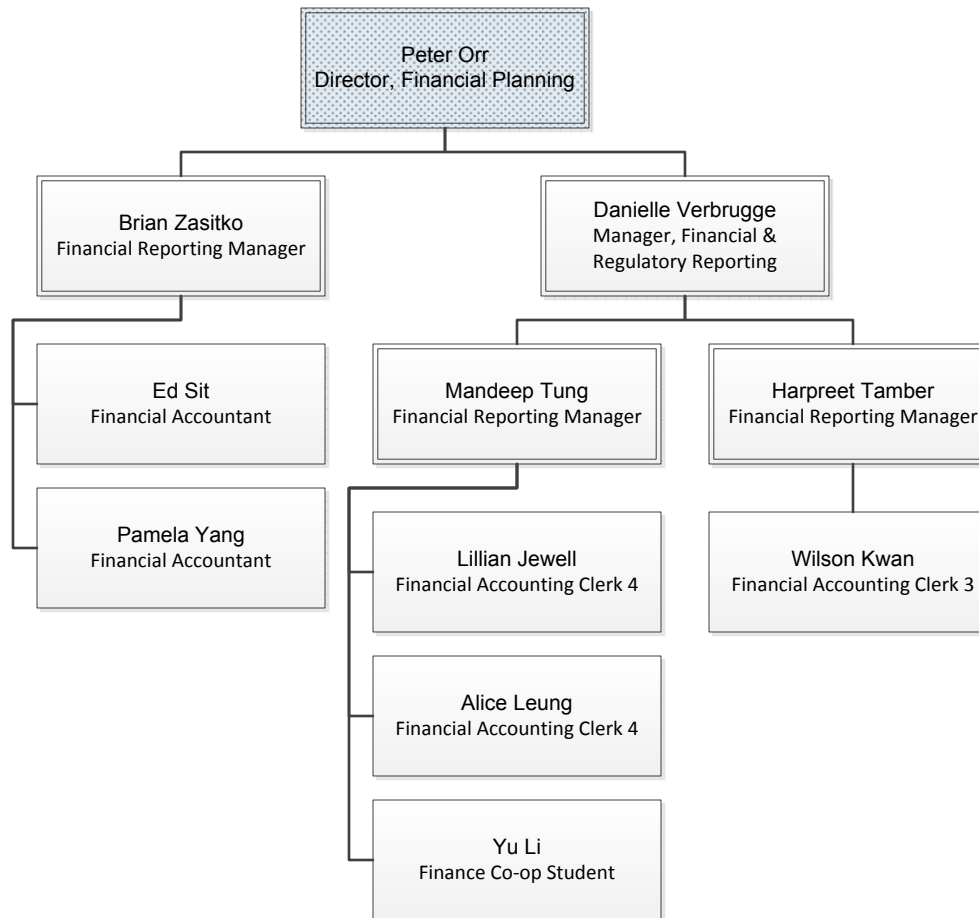 Peter Orr
Director, Financial Planning
Brian Zasitko
Financial Reporting Manager
Danielle Verbrugge
Manager, Financial &
Regulatory Reporting
Ed Sit
Financial Accountant
Pamela Yang
Financial Accountant
Mandeep Tung
Financial Reporting Manager
Harpreet Tamber
Financial Reporting Manager
Lillian Jewell
Financial Accounting Clerk 4
Alice Leung
Financial Accounting Clerk 4
Yu Li
Finance Co-op Student
Wilson Kwan
Financial Accounting Clerk 3